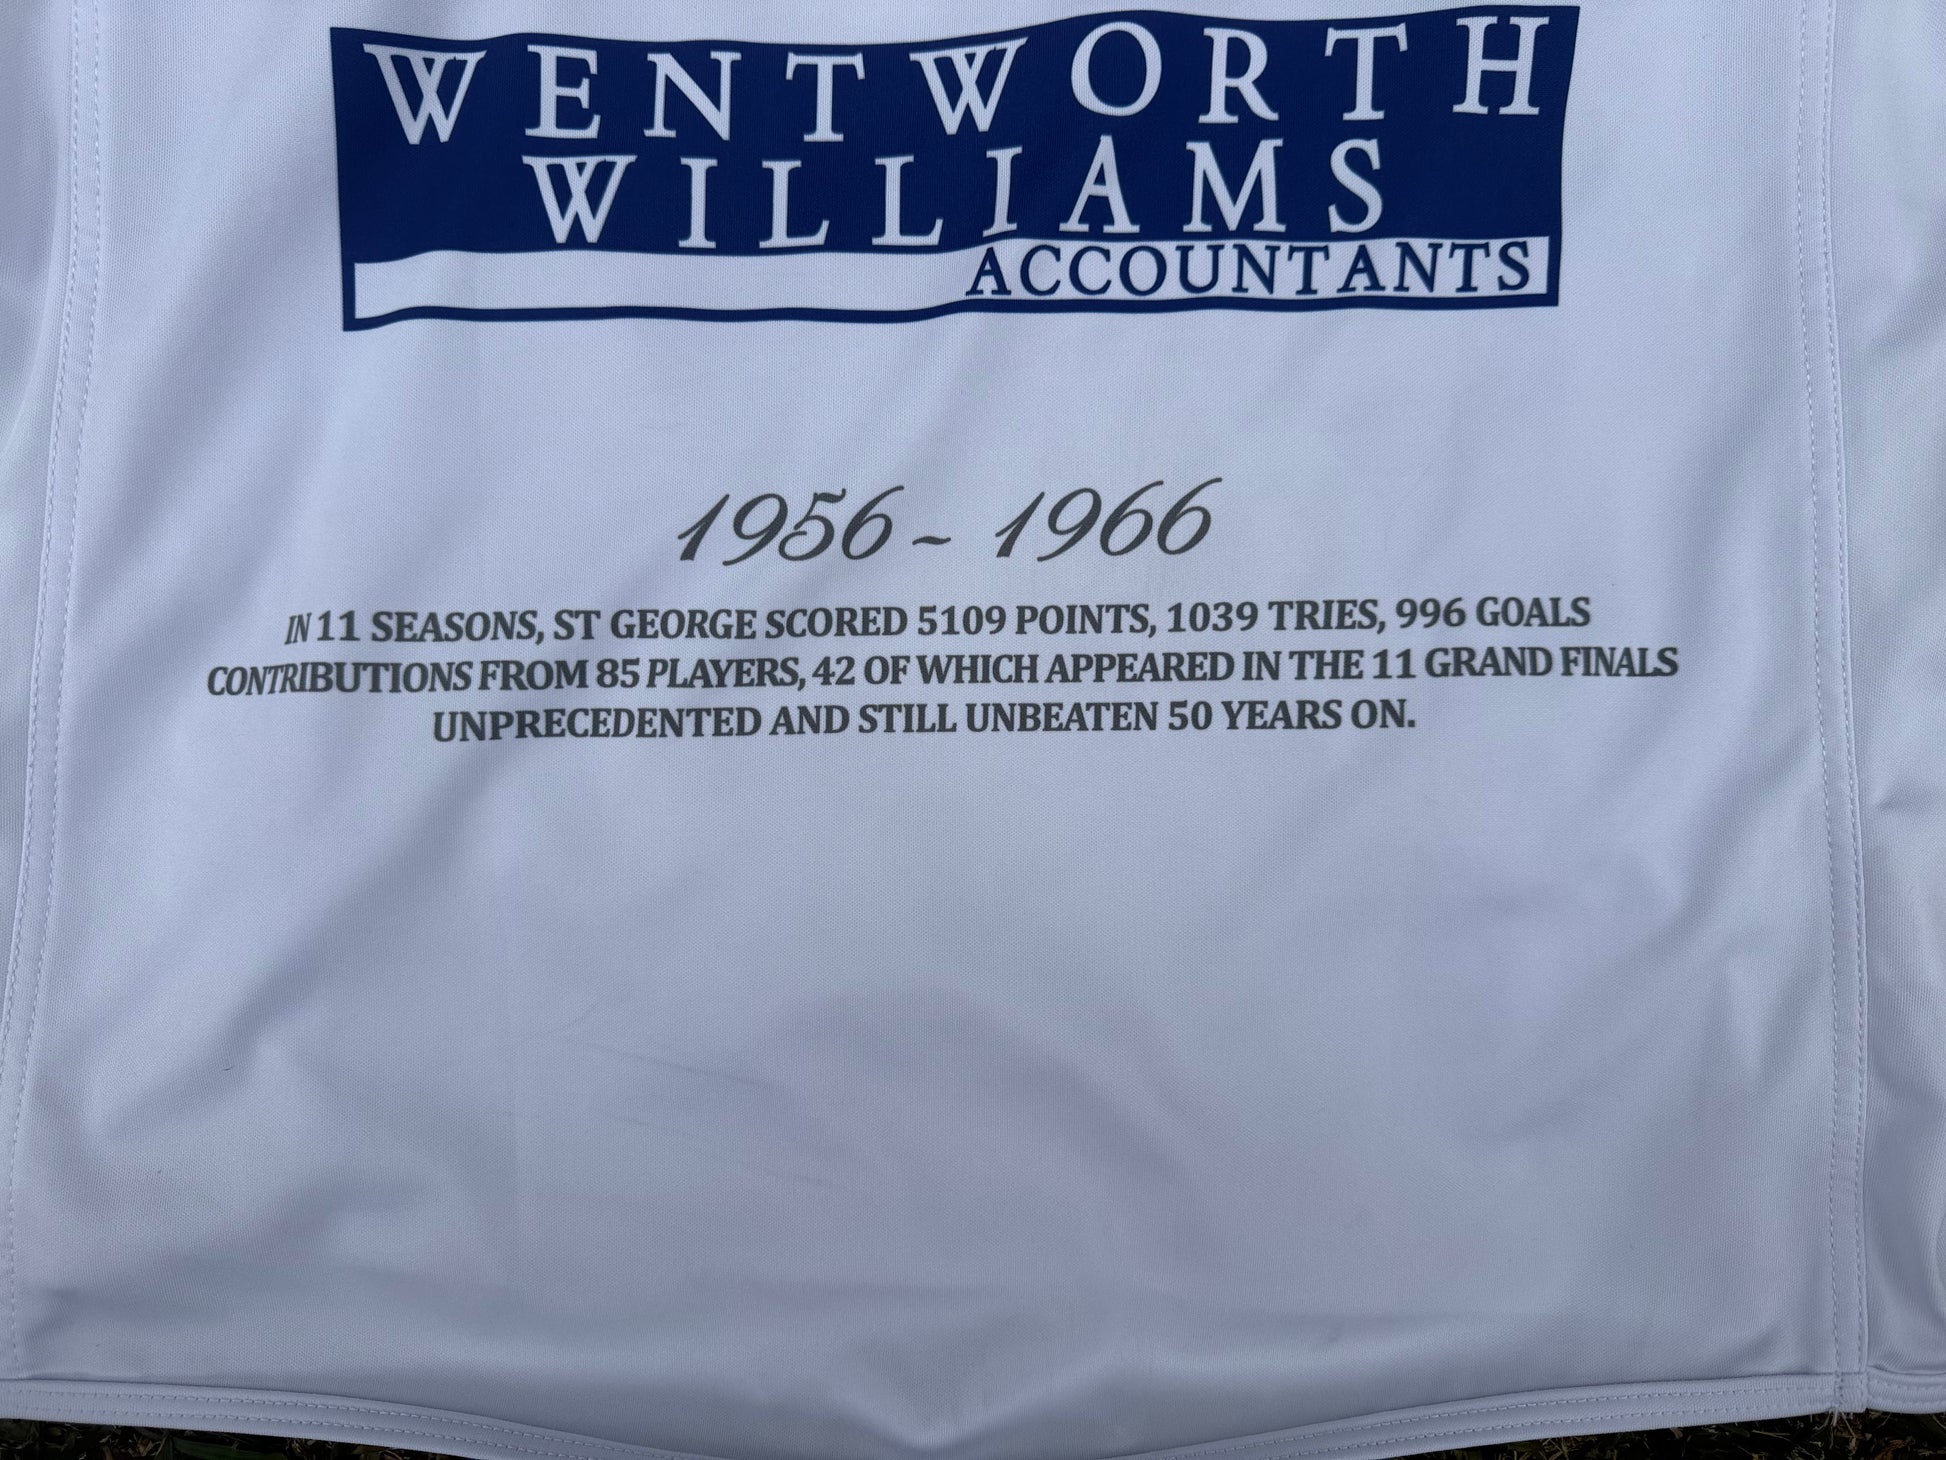 WENTWORTH
WILLIAMS
ACCOUNTANTS
1956 ~ 1966
IN 11 SEASONS, ST GEORGE SCORED 5109 POINTS, 1039 TRIES, 996 GOALS
CONTRIBUTIONS FROM 85 PLAYERS, 42 OF WHICH APPEARED IN THE 11 GRAND FINALS
UNPRECEDENTED AND STILL UNBEATEN 50 YEARS ON.